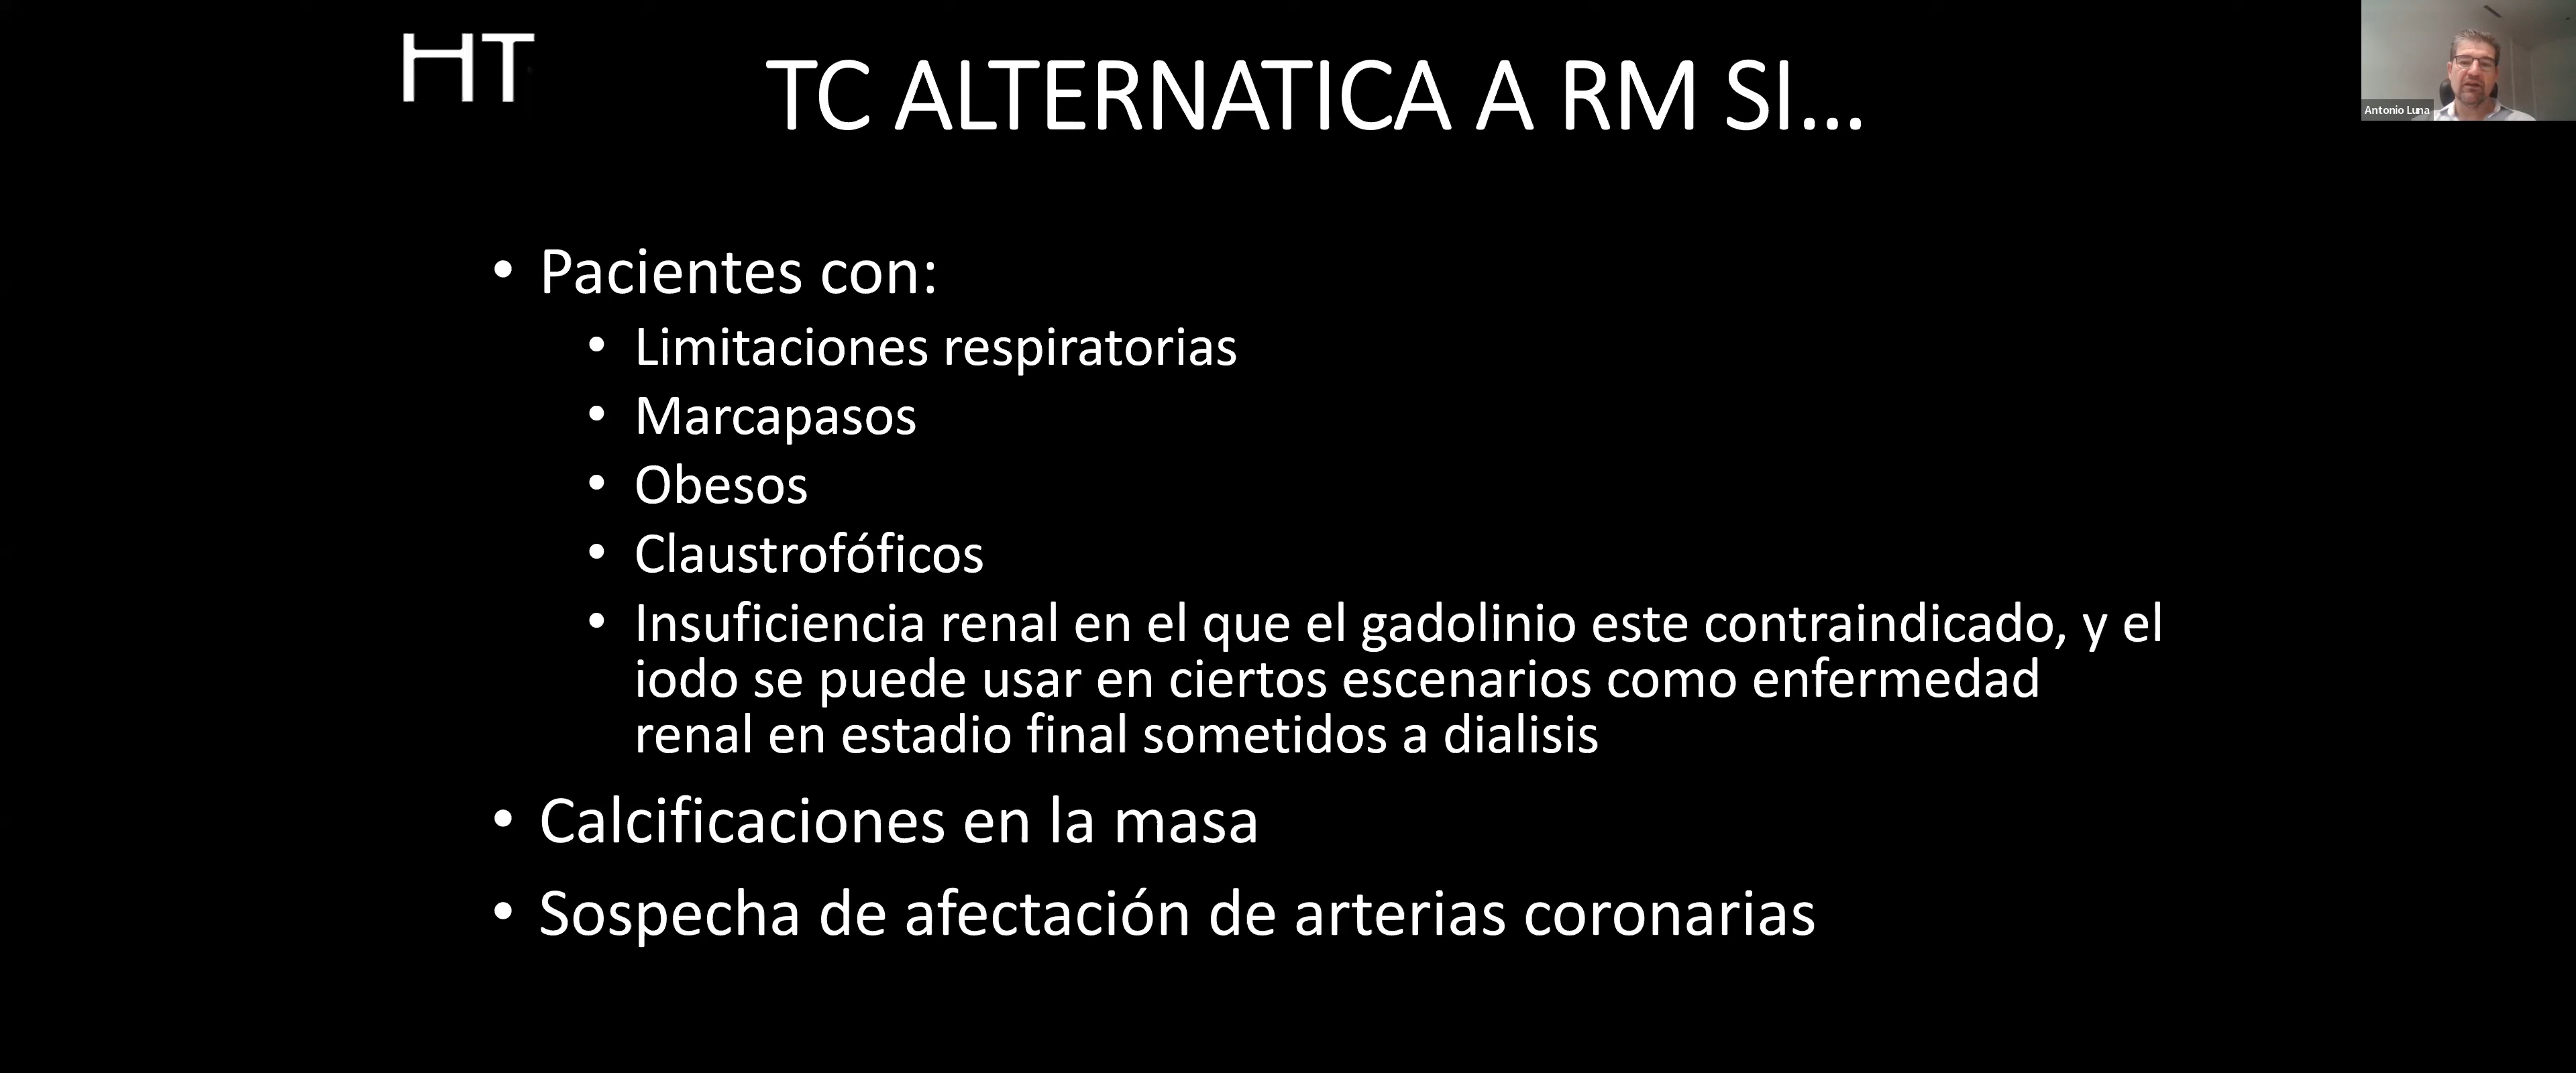 HT
TC ALTERNATICA A RM SI...
Antonio Luna
• Pacientes con:
• Limitaciones respiratorias
• Marcapasos
• Obesos
• Claustrofóficos
• Insuficiencia renal en el que el gadolinio este contraindicado, y el
iodo se puede usar en ciertos escenarios como enfermedad
renal en estadio final sometidos a dialisis
• Calcificaciones en la masa
• Sospecha de afectación de arterias coronarias